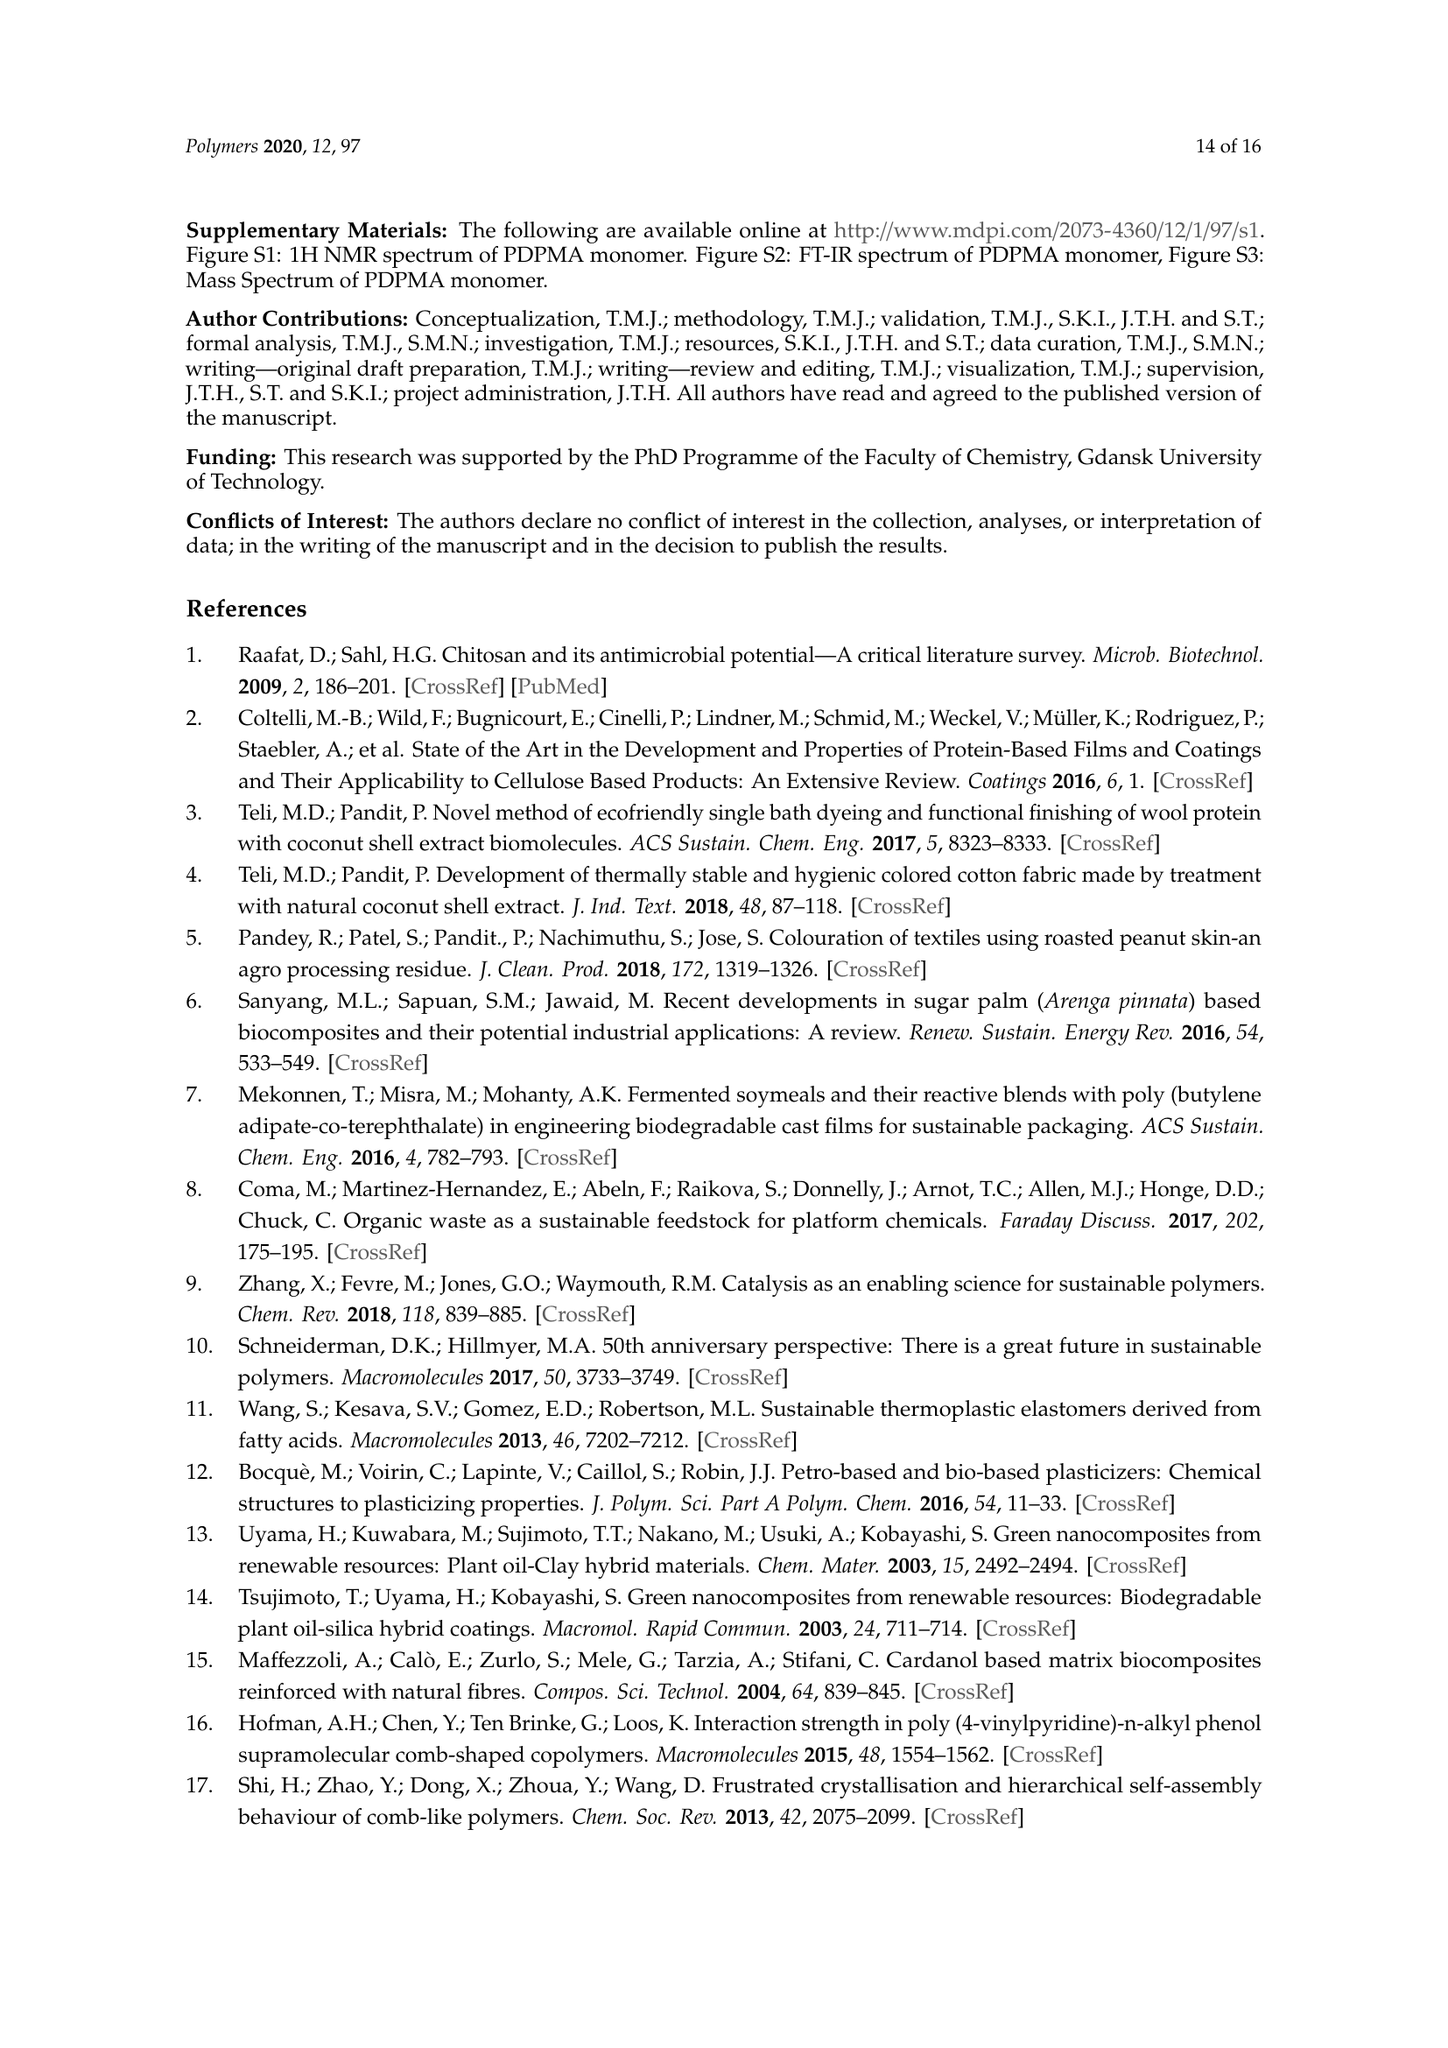 Polymers 2020, 12, 97
14 of 16
Supplementary Materials: The following are available online at http://www.mdpi.com/2073-4360/12/1/97/s1.
Figure S1: 1H NMR spectrum of PDPMA monomer. Figure S2: FT-IR spectrum of PDPMA monomer, Figure S3:
Mass Spectrum of PDPMA monomer.
Author Contributions: Conceptualization, T.M.J.; methodology, T.M.J.; validation, T.M.J., S.K.I., J.T.H. and S.T.;
formal analysis, T.M.J., S.M.N.; investigation, T.M.J.; resources, S.K.I., J.T.H. and S.T.; data curation, T.M.J., S.M.N.;
writing—original draft preparation, T.M.J.; writing—review and editing, T.M.J.; visualization, T.M.J.; supervision,
J.T.H., S.T. and S.K.I.; project administration, J.T.H. All authors have read and agreed to the published version of
the manuscript.
Funding: This research was supported by the PhD Programme of the Faculty of Chemistry, Gdansk University
of Technology.
Conflicts of Interest: The authors declare no conflict of interest in the collection, analyses, or interpretation of
data; in the writing of the manuscript and in the decision to publish the results.
References
1. Raafat, D.; Sahl, H.G. Chitosan and its antimicrobial potential—A critical literature survey. Microb. Biotechnol.
2009, 2, 186–201. [CrossRef] [PubMed]
2. Coltelli, M.-B.; Wild, F.; Bugnicourt, E.; Cinelli, P.; Lindner, M.; Schmid, M.; Weckel, V.; Müller, K.; Rodriguez, P.;
Staebler, A.; et al. State of the Art in the Development and Properties of Protein-Based Films and Coatings
and Their Applicability to Cellulose Based Products: An Extensive Review. Coatings 2016, 6, 1. [CrossRef]
3. Teli, M.D.; Pandit, P. Novel method of ecofriendly single bath dyeing and functional finishing of wool protein
with coconut shell extract biomolecules. ACS Sustain. Chem. Eng. 2017, 5, 8323–8333. [CrossRef]
4. Teli, M.D.; Pandit, P. Development of thermally stable and hygienic colored cotton fabric made by treatment
with natural coconut shell extract. J. Ind. Text. 2018, 48, 87–118. [CrossRef]
5. Pandey, R.; Patel, S.; Pandit., P.; Nachimuthu, S.; Jose, S. Colouration of textiles using roasted peanut skin-an
agro processing residue. J. Clean. Prod. 2018, 172, 1319–1326. [CrossRef]
6. Sanyang, M.L.; Sapuan, S.M.; Jawaid, M. Recent developments in sugar palm (Arenga pinnata) based
biocomposites and their potential industrial applications: A review. Renew. Sustain. Energy Rev. 2016, 54,
533–549. [CrossRef]
7. Mekonnen, T.; Misra, M.; Mohanty, A.K. Fermented soymeals and their reactive blends with poly (butylene
adipate-co-terephthalate) in engineering biodegradable cast films for sustainable packaging. ACS Sustain.
Chem. Eng. 2016, 4, 782–793. [CrossRef]
8. Coma, M.; Martinez-Hernandez, E.; Abeln, F.; Raikova, S.; Donnelly, J.; Arnot, T.C.; Allen, M.J.; Honge, D.D.;
Chuck, C. Organic waste as a sustainable feedstock for platform chemicals. Faraday Discuss. 2017, 202,
175–195. [CrossRef]
9. Zhang, X.; Fevre, M.; Jones, G.O.; Waymouth, R.M. Catalysis as an enabling science for sustainable polymers.
Chem. Rev. 2018, 118, 839–885. [CrossRef]
10. Schneiderman, D.K.; Hillmyer, M.A. 50th anniversary perspective: There is a great future in sustainable
polymers. Macromolecules 2017, 50, 3733–3749. [CrossRef]
11. Wang, S.; Kesava, S.V.; Gomez, E.D.; Robertson, M.L. Sustainable thermoplastic elastomers derived from
fatty acids. Macromolecules 2013, 46, 7202–7212. [CrossRef]
12. Bocquè, M.; Voirin, C.; Lapinte, V.; Caillol, S.; Robin, J.J. Petro-based and bio-based plasticizers: Chemical
structures to plasticizing properties. J. Polym. Sci. Part A Polym. Chem. 2016, 54, 11–33. [CrossRef]
13. Uyama, H.; Kuwabara, M.; Sujimoto, T.T.; Nakano, M.; Usuki, A.; Kobayashi, S. Green nanocomposites from
renewable resources: Plant oil-Clay hybrid materials. Chem. Mater. 2003, 15, 2492–2494. [CrossRef]
14. Tsujimoto, T.; Uyama, H.; Kobayashi, S. Green nanocomposites from renewable resources: Biodegradable
plant oil-silica hybrid coatings. Macromol. Rapid Commun. 2003, 24, 711–714. [CrossRef]
15. Maffezzoli, A.; Calò, E.; Zurlo, S.; Mele, G.; Tarzia, A.; Stifani, C. Cardanol based matrix biocomposites
reinforced with natural fibres. Compos. Sci. Technol. 2004, 64, 839–845. [CrossRef]
16. Hofman, A.H.; Chen, Y.; Ten Brinke, G.; Loos, K. Interaction strength in poly (4-vinylpyridine)-n-alkyl phenol
supramolecular comb-shaped copolymers. Macromolecules 2015, 48, 1554–1562. [CrossRef]
17. Shi, H.; Zhao, Y.; Dong, X.; Zhoua, Y.; Wang, D. Frustrated crystallisation and hierarchical self-assembly
behaviour of comb-like polymers. Chem. Soc. Rev. 2013, 42, 2075–2099. [CrossRef]